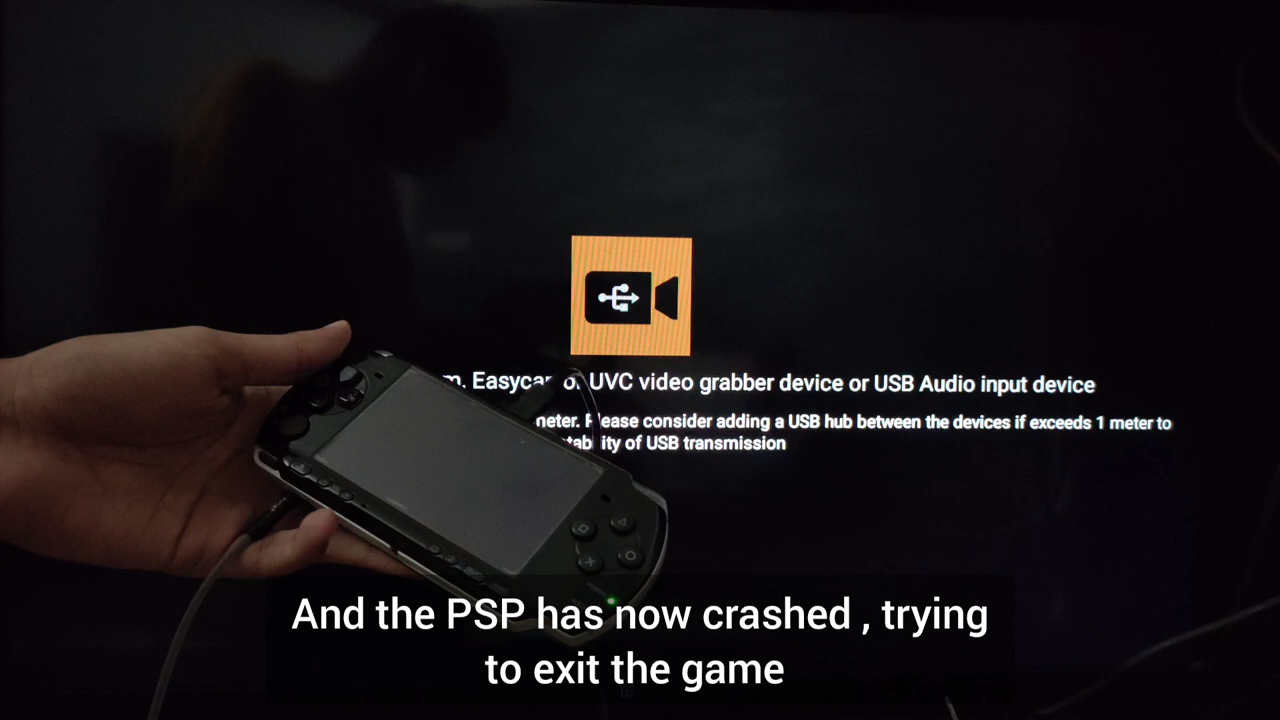 Easycap or UVC video grabber device or USB Audio input device
meter. Please consider adding a USB hub between the devices if exceeds 1 meter to
stability of USB transmission
And the PSP has now crashed , trying
to exit the game